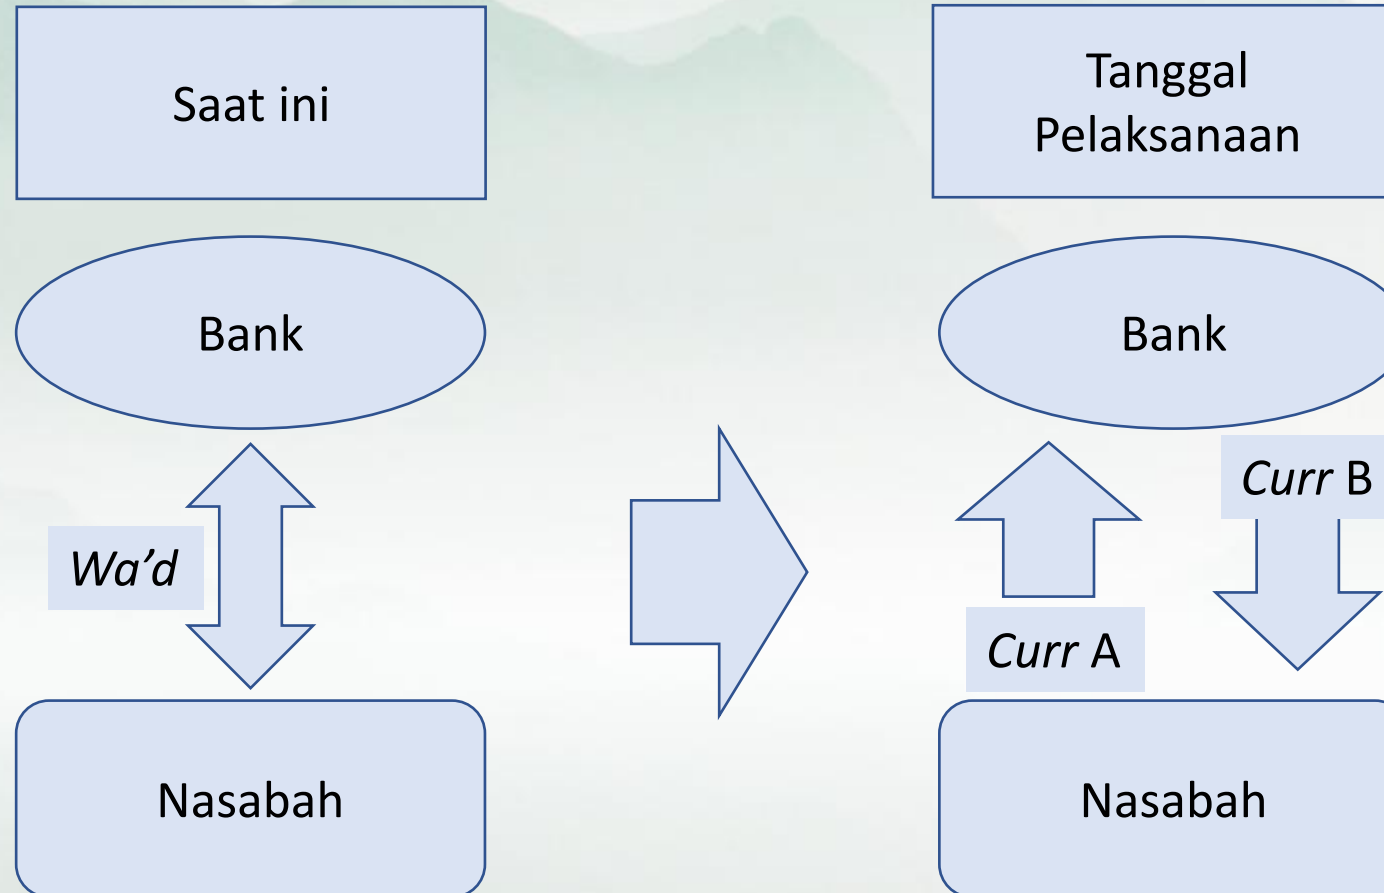 Saat ini
Tanggal
Pelaksanaan
Bank
Bank
Wa’d
Curr B
Curr A
Nasabah
Nasabah